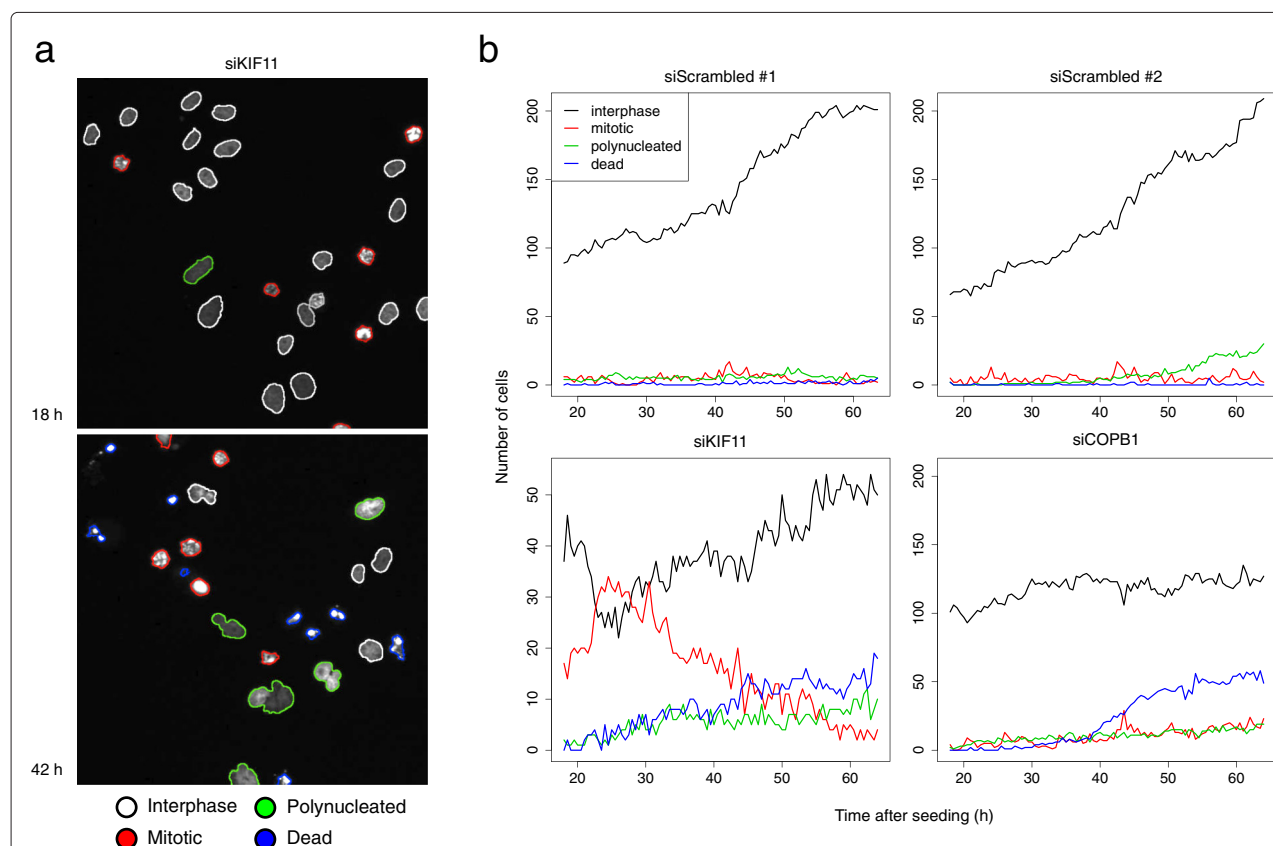 a
siKIF11
18 h
42 h
Interphase
Polynucleated
Mitotic
Dead
b
siScrambled #1
siScrambled #2
interphase
mitotic
polynucleated
dead
0
50
100
150
200
20
30
40
50
60
0
50
100
150
200
20
30
40
50
60
siKIF11
siCOPB1
0
10
20
30
40
50
20
30
40
50
60
0
50
100
150
200
20
30
40
50
60
Number of cells
Time after seeding (h)